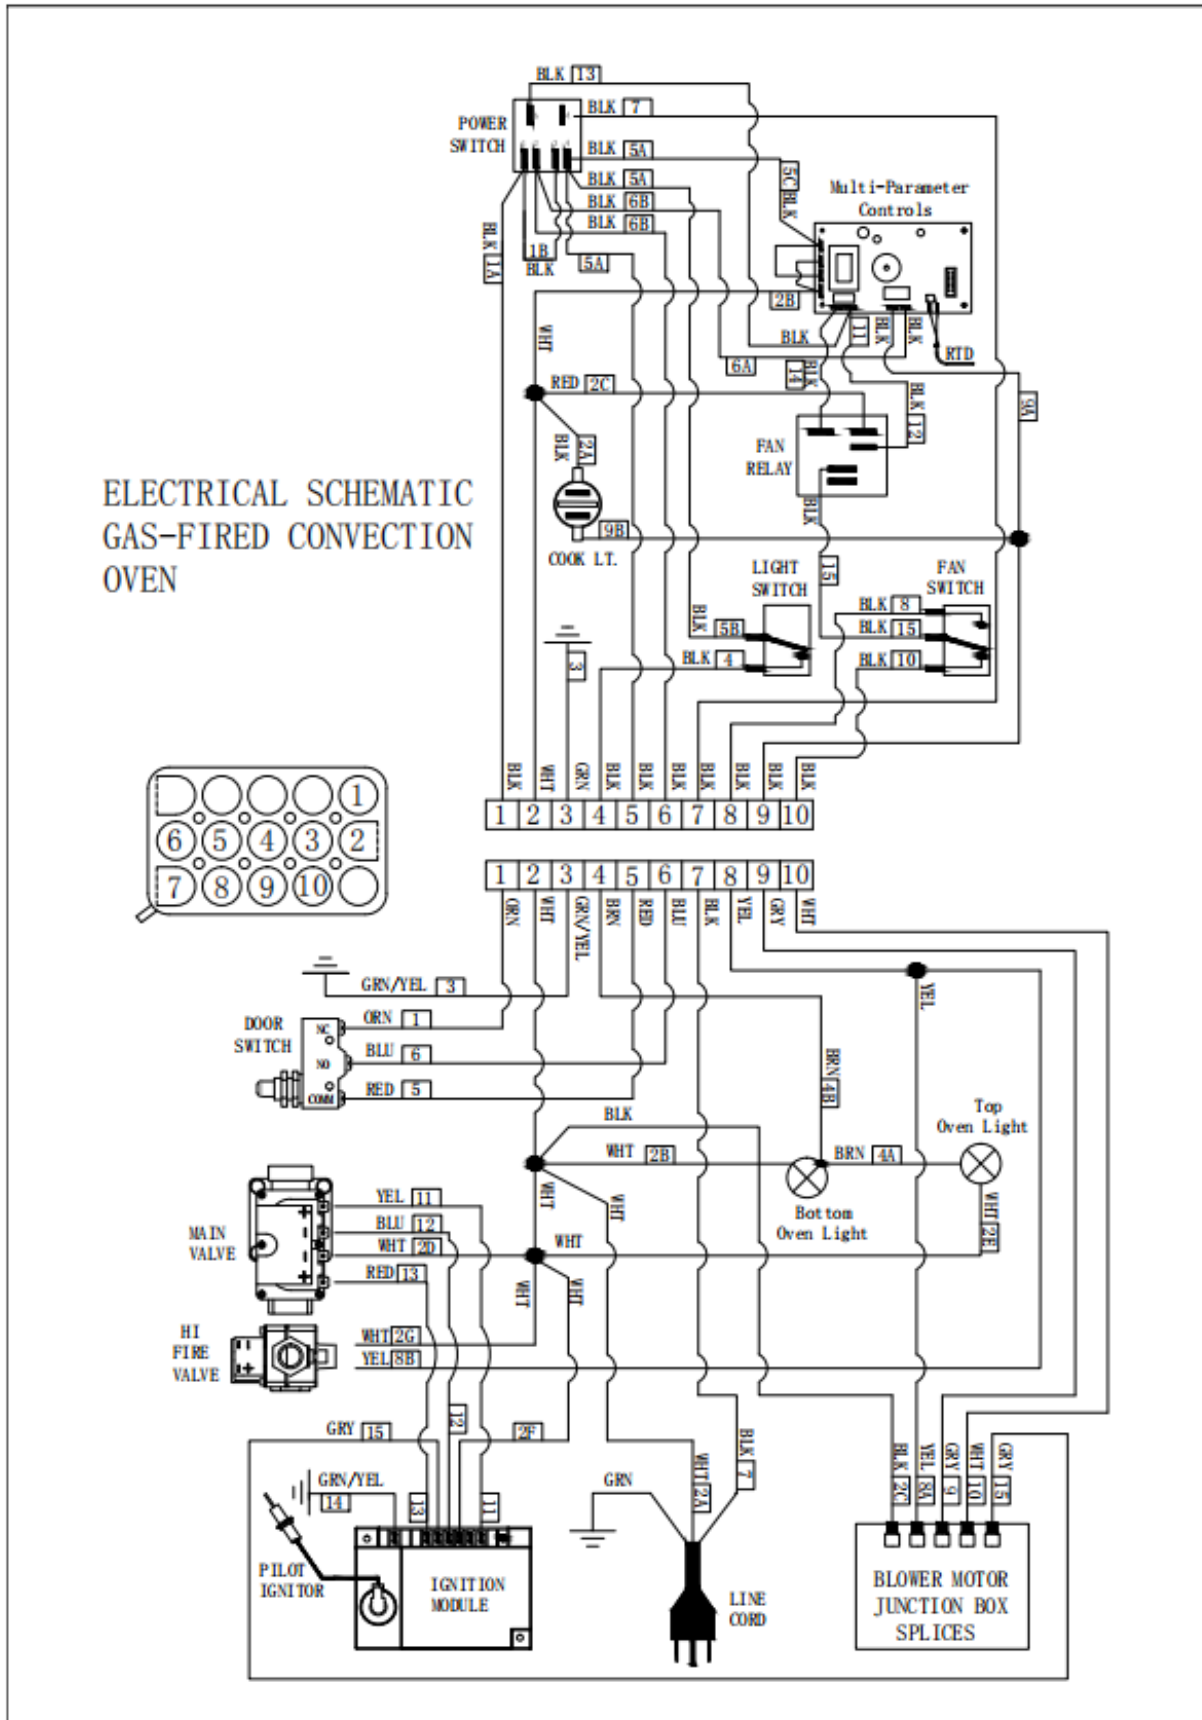 BLK 13
BLK 7
POWER
SWITCH
BLK 5A
BLK 5A
BLK 6B
BLK 6B
5C BLK
Multi-Parameter
Controls
BLK 1A
1B
BLK
5A
2B
WHT
BLK
11
BLK
BLK
6A
RTD
14 BLK
RED 2C
BLK 12
9A
BLK
2A
FAN
RELAY
BLK
9B
COOK LT.
ELECTRICAL SCHEMATIC
GAS-FIRED CONVECTION
OVEN
LIGHT
SWITCH
15
FAN
SWITCH
BLK 8
BLK
5B
BLK 15
BLK 4
BLK 10
3
BLK WHT GRN BLK BLK BLK BLK BLK BLK BLK
1 2 3 4 5 6 7 8 9 10
1
6 5 4 3 2
7 8 9 10
1 2 3 4 5 6 7 8 9 10
ORN WHT GRN/YEL BRN RED BLU BLK YEL GRY WHT
GRN/YEL 3
YEL
DOOR
SWITCH
NC
ORN 1
NO
BLU 6
COMM
RED 5
BRN 4B
BLK
Top
Oven Light
WHT 2B
BRN 4A
WHT
WHT
Bottom
Oven Light
WHT 2E
MAIN
VALVE
YEL 11
BLU 12
WHT 2D
RED 13
WHT
WHT
WHT
HI
FIRE
VALVE
WHT 2G
YEL 8B
12
GRY 15
2F
GRN/YEL
14
13
11
GRN
WHT 2A
BLK 7
BLK 2C
YEL 8A
GRY 9
WHT 10
GRY 15
PILOT
IGNITOR
IGNITION
MODULE
LINE
CORD
BLOWER MOTOR
JUNCTION BOX
SPLICES